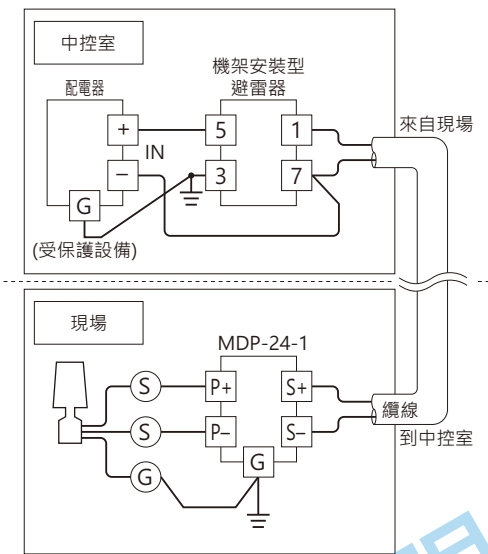 中控室
機架安裝型
避雷器
配電器
+
IN
−
G
5
3
1
7
來自現場
(受保護設備)
現場
MDP-24-1
S
S
G
P+
P−
S+
S−
G
纜線
到中控室